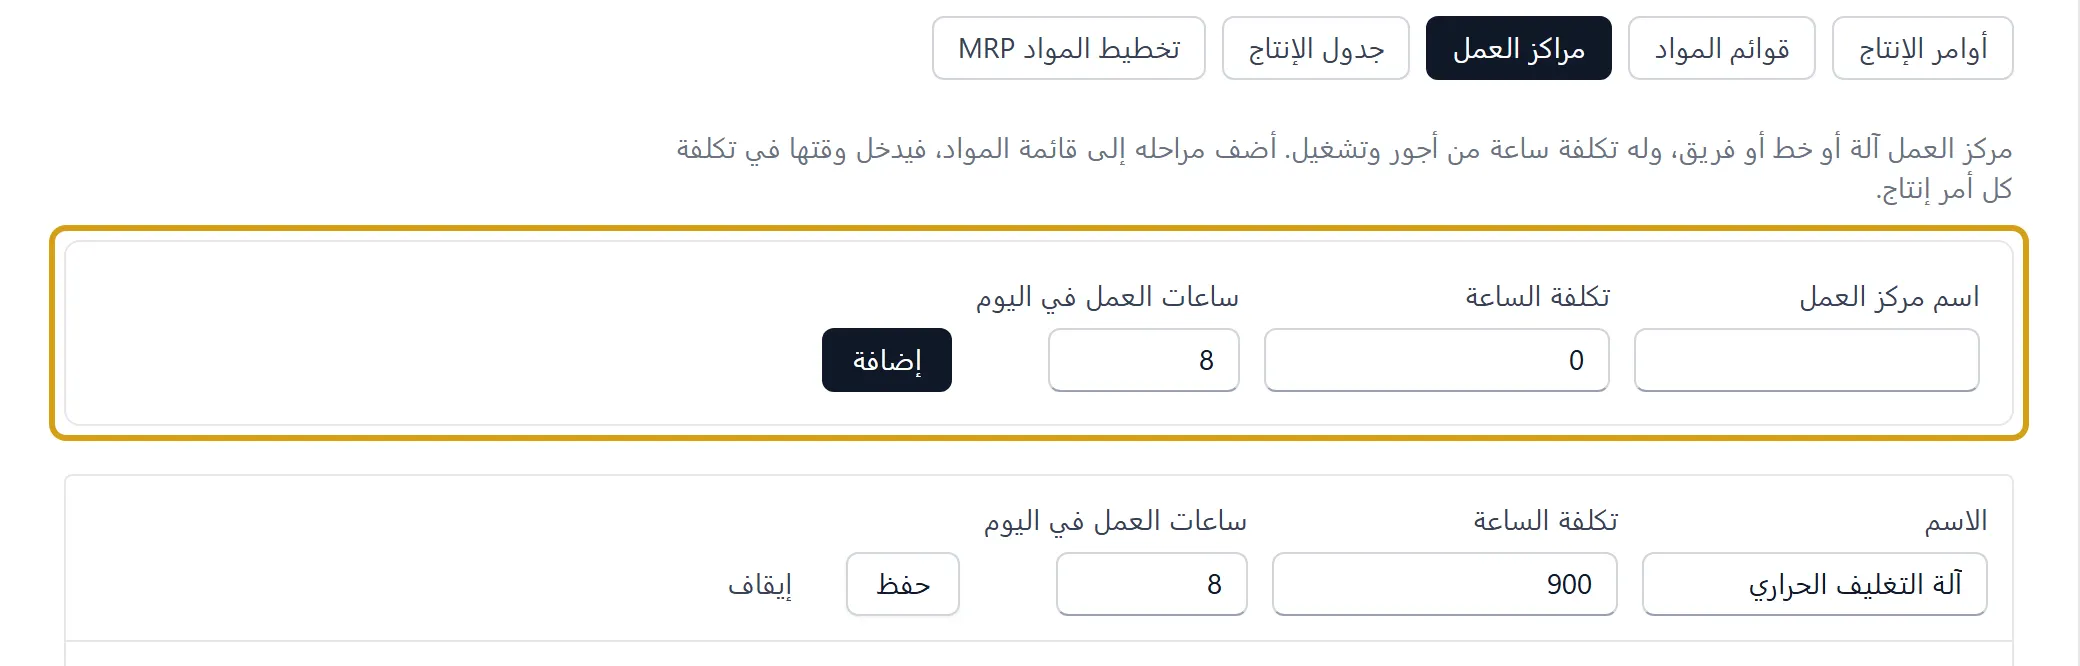 أوامر الإنتاج قوائم المواد مراكز العمل جدول الإنتاج تخطيط المواد MRP
مركز العمل آلة أو خط أو فريق، وله تكلفة ساعة من أجور وتشغيل. أضف مراحله إلى قائمة المواد، فيدخل وقتها في تكلفة
كل أمر إنتاج.
اسم مركز العمل تكلفة الساعة ساعات العمل في اليوم
0 8 إضافة
الاسم تكلفة الساعة ساعات العمل في اليوم
آلة التغليف الحراري 900 8 حفظ إيقاف